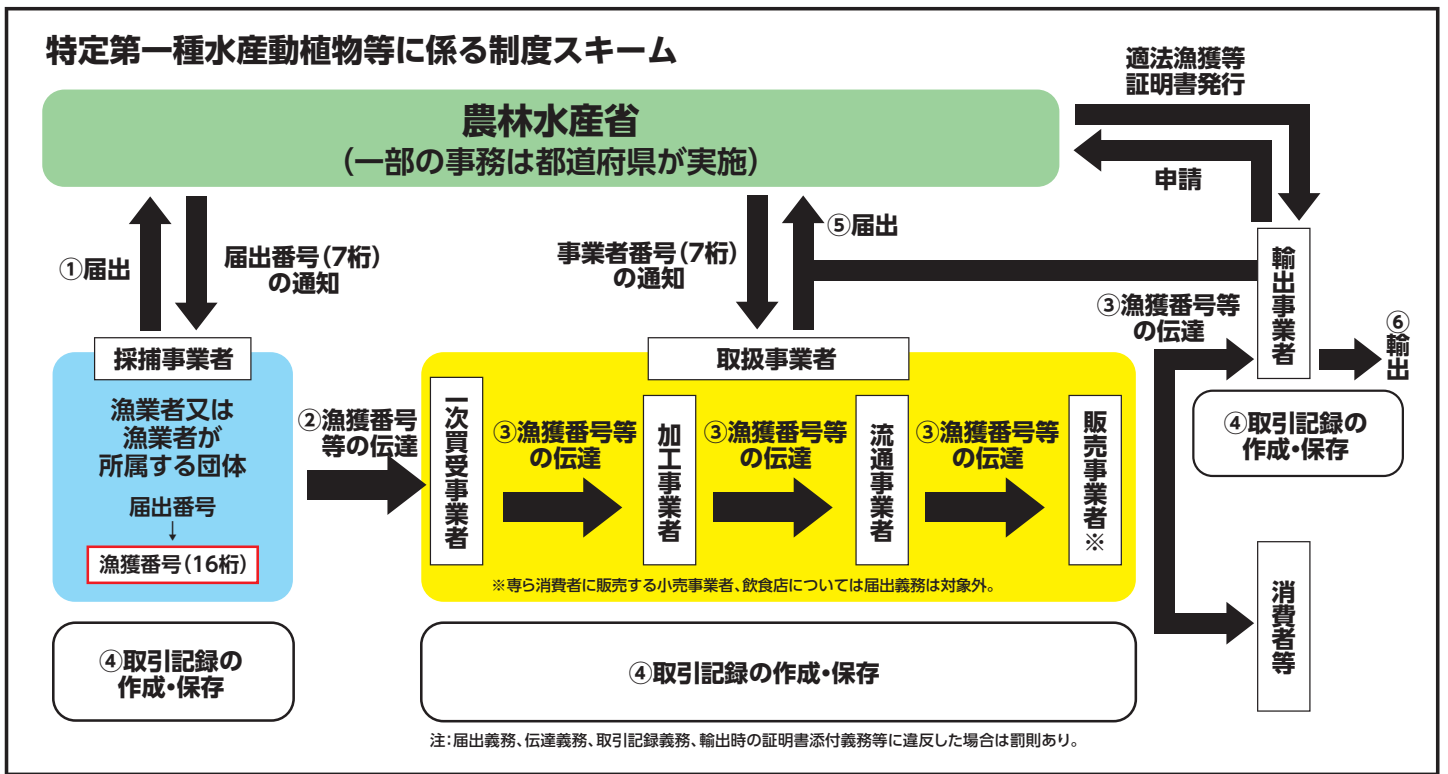 特定第一種水産動植物等に係る制度スキーム
農林水産省
(一部の事務は都道府県が実施)
適法漁獲等
証明書発行
申請
①届出
届出番号(7桁)
の通知
事業者番号(7桁)
の通知
⑤届出
採捕事業者
漁業者又は
漁業者が
所属する団体
届出番号
↓
漁獲番号(16桁)
②漁獲番号
等の伝達
取扱事業者
一次買受事業者
③漁獲番号等
の伝達
加工事業者
③漁獲番号等
の伝達
流通事業者
③漁獲番号等
の伝達
販売事業者※
※専ら消費者に販売する小売事業者、飲食店については届出義務は対象外。
③漁獲番号等
の伝達
輸出事業者
⑥輸出
④取引記録の
作成・保存
消費者等
④取引記録の
作成・保存
④取引記録の作成・保存
注:届出義務、伝達義務、取引記録義務、輸出時の証明書添付義務等に違反した場合は罰則あり。